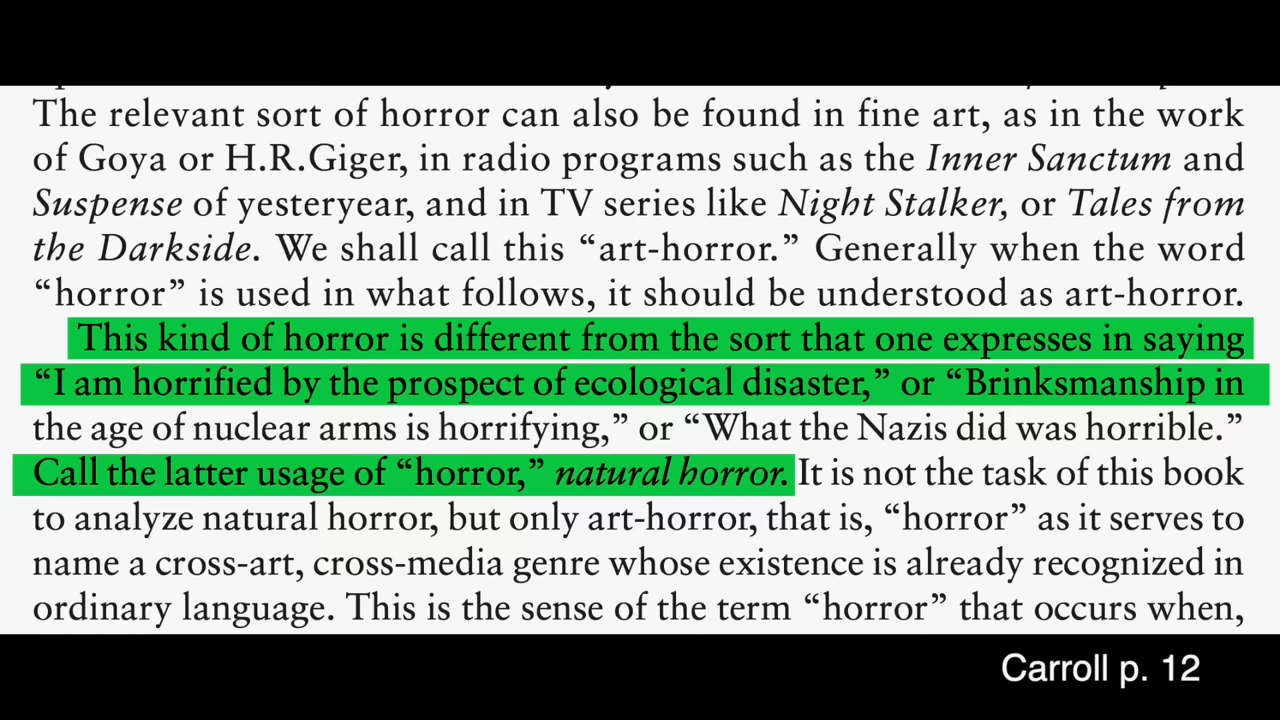 The relevant sort of horror can also be found in fine art, as in the work
of Goya or H.R.Giger, in radio programs such as the Inner Sanctum and
Suspense of yesteryear, and in TV series like Night Stalker, or Tales from
the Darkside. We shall call this “art-horror.” Generally when the word
“horror” is used in what follows, it should be understood as art-horror.
This kind of horror is different from the sort that one expresses in saying
“I am horrified by the prospect of ecological disaster,” or “Brinksmanship in
the age of nuclear arms is horrifying,” or “What the Nazis did was horrible.”
Call the latter usage of “horror,” natural horror. It is not the task of this book
to analyze natural horror, but only art-horror, that is, “horror” as it serves to
name a cross-art, cross-media genre whose existence is already recognized in
ordinary language. This is the sense of the term “horror” that occurs when,
Carroll p. 12